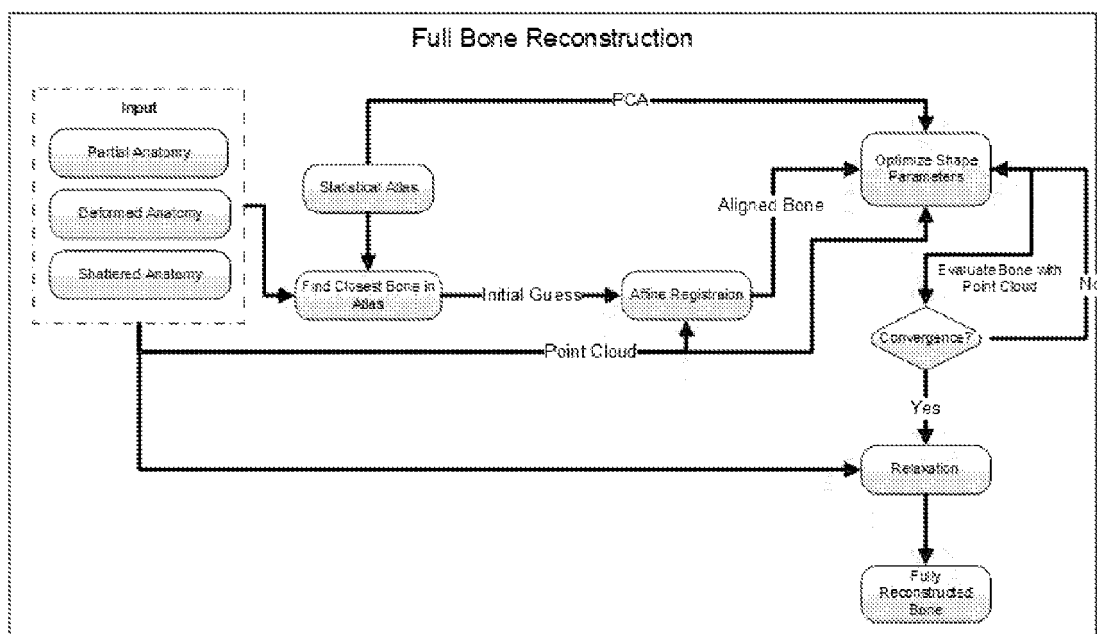 Full Bone Reconstruction
Input
Partial Anatomy
Deformed Anatomy
Shattered Anatomy
Statistical Atlas
PCA
Find Closest Bone in
Atlas
Initial Guess
Affine Registraion
Aligned Bone
Optimize Shape
Parameters
Point Cloud
Evaluate Bone with
Point Cloud
No
Convergence?
Yes
Relaxation
Fully
Reconstructed
Bone